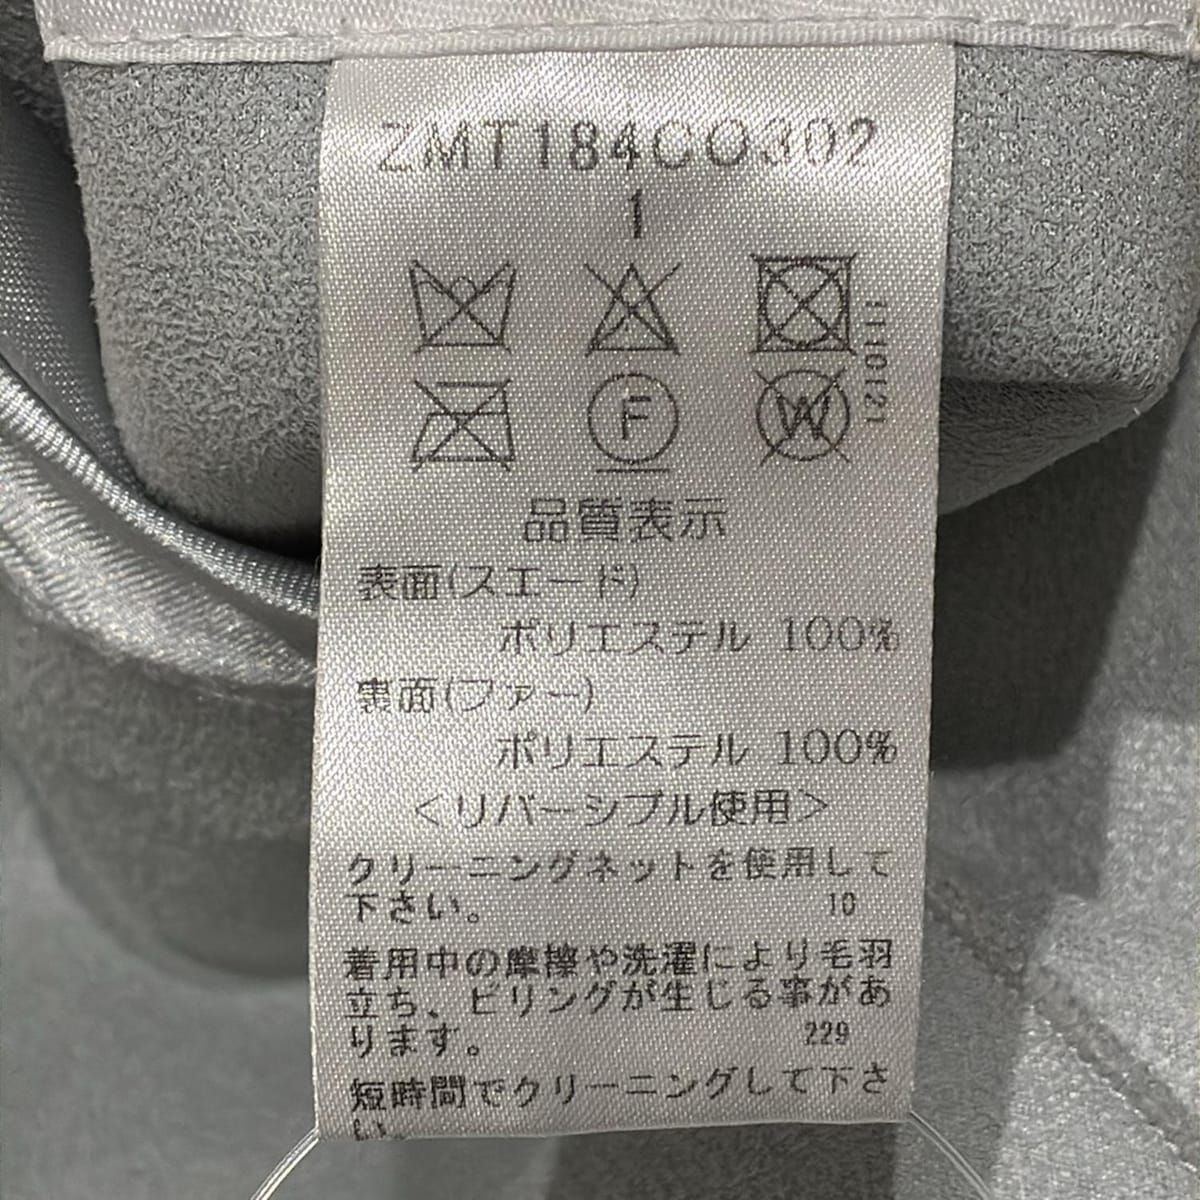 ZMT184CO302
1
1110121
F
W
品質表示
表面(スエード)
ポリエステル 100%
裏面(ファー)
ポリエステル 100%
<リバーシブル使用>
クリーニングネットを使用して
下さい。 10
着用中の摩擦や洗濯により毛羽
立ち、ピリングが生じる事があ
ります。 229
短時間でクリーニングして下さ
い。